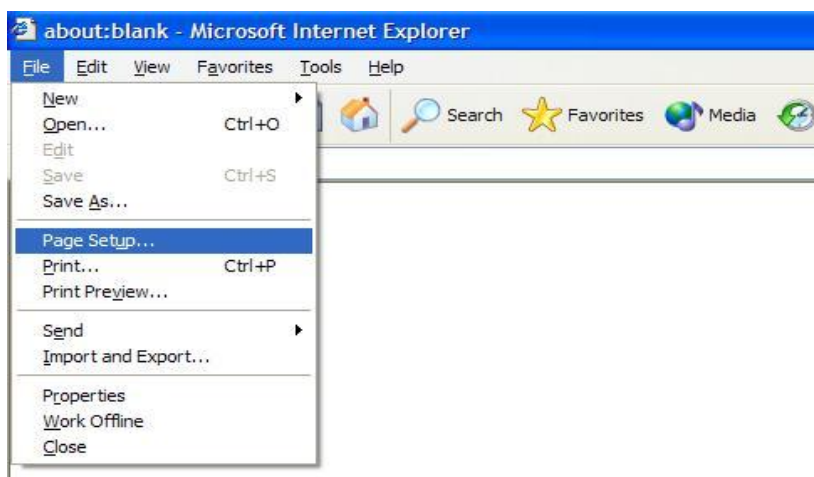 about:blank - Microsoft Internet Explorer
File Edit View Favorites Tools Help
Search Favorites Media
New
Open... Ctrl+O
Edit
Save Ctrl+S
Save As...
Page Setup...
Print... Ctrl+P
Print Preview...
Send
Import and Export...
Properties
Work Offline
Close